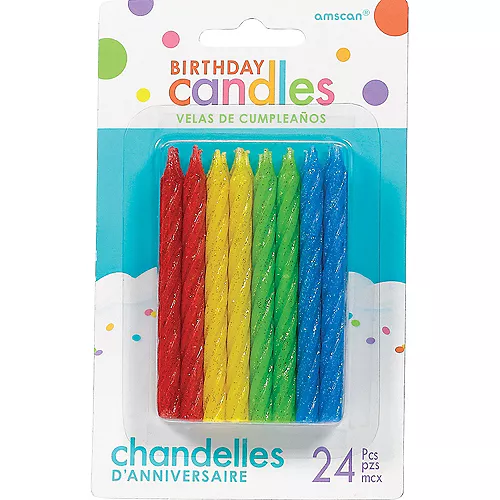 amscan®
BIRTHDAY
candles
VELAS DE CUMPLEAÑOS
chandelles
D'ANNIVERSAIRE
24 Pcs
pzs
mcx